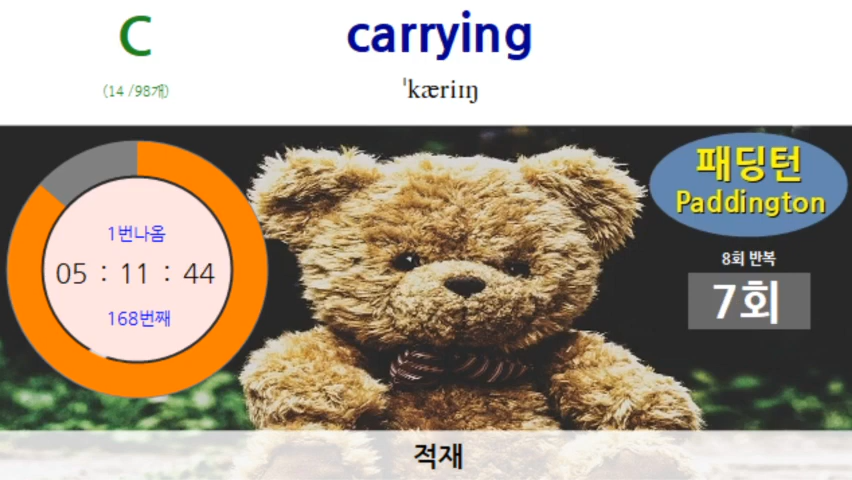 C
carrying
(14 /98개)
ˈkæriɪŋ
패딩턴
Paddington
1번나옴
05 : 11 : 44
168번째
8회 반복
7회
적재